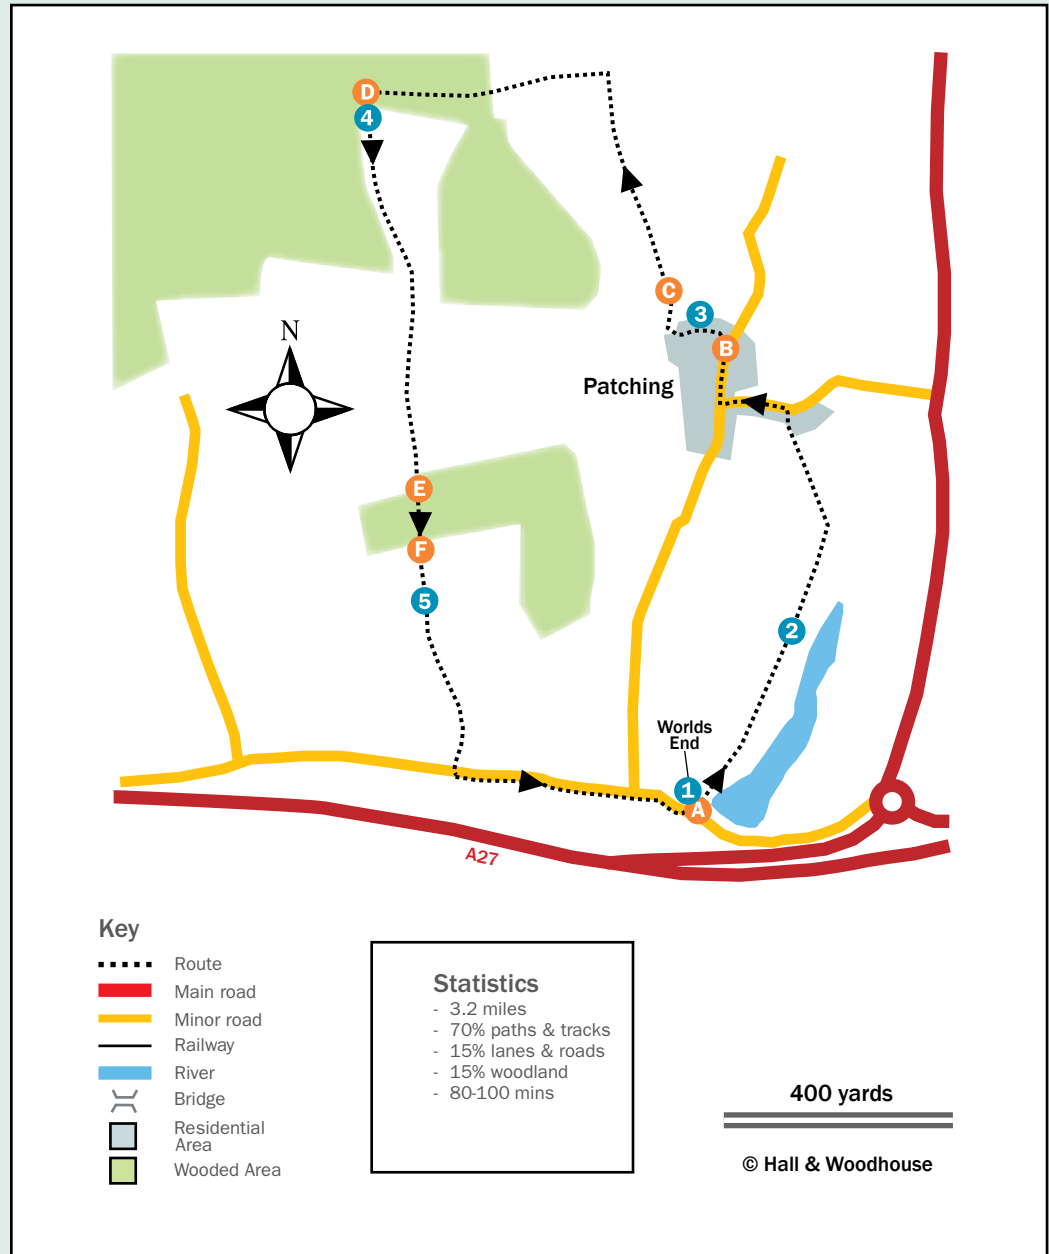 D
4
C
3
B
N
Patching
E
F
5
2
Worlds
End
1
A
A27
Key
Route
Main road
Minor road
Railway
River
Bridge
Residential
Area
Wooded Area
Statistics
- 3.2 miles
- 70% paths & tracks
- 15% lanes & roads
- 15% woodland
- 80-100 mins
400 yards
© Hall & Woodhouse